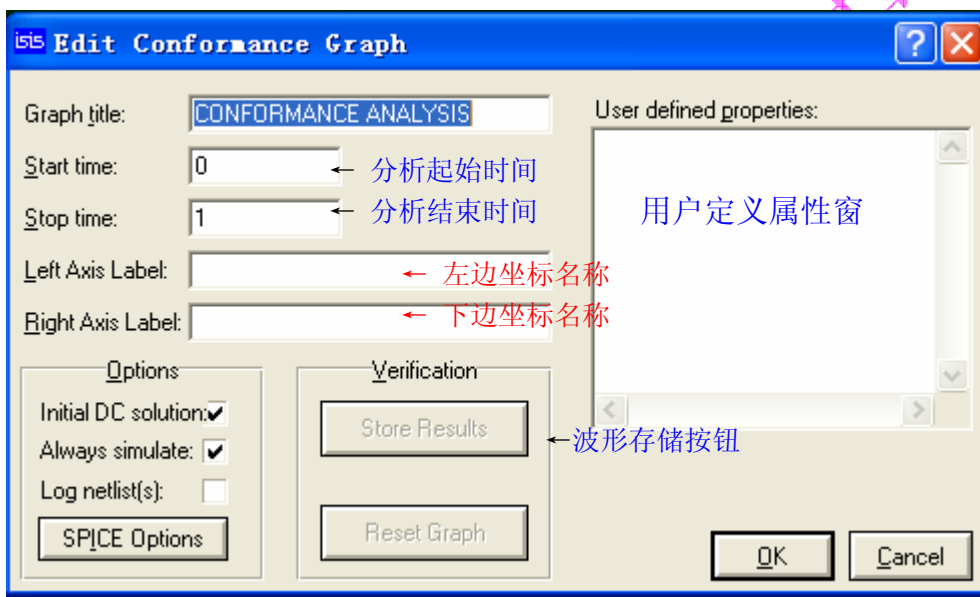 isis Edit Conformance Graph
Graph title: CONFORMANCE ANALYSIS
Start time: 0 ← 分析起始时间
Stop time: 1 ← 分析结束时间
Left Axis Label: ← 左边坐标名称
Right Axis Label: ← 下边坐标名称
User defined properties:
用户定义属性窗
Options
Initial DC solution:
Always simulate:
Log netlist(s):
SPICE Options
Verification
Store Results
←波形存储按钮
Reset Graph
OK
Cancel